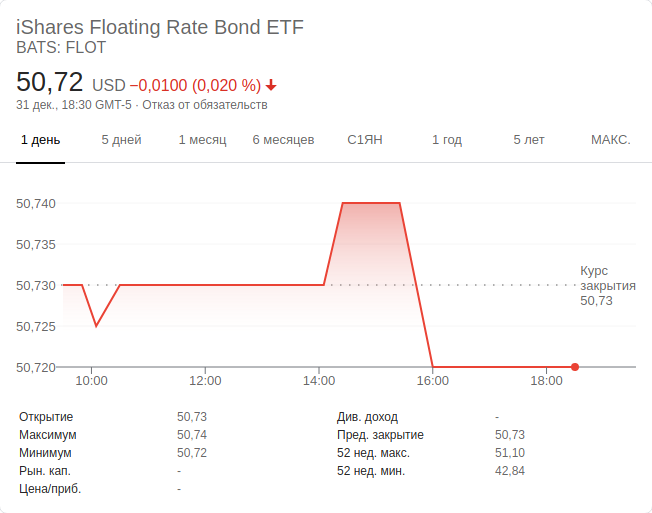 iShares Floating Rate Bond ETF
BATS: FLOT
50,72 USD −0,0100 (0,020 %)
31 дек., 18:30 GMT-5 · Отказ от обязательств
1 день 5 дней 1 месяц 6 месяцев С1ЯН 1 год 5 лет МАКС.
50,740
50,735
50,730
50,725
50,720
Курс
закрытия
50,73
10:00 12:00 14:00 16:00 18:00
Открытие 50,73 Див. доход -
Максимум 50,74 Пред. закрытие 50,73
Минимум 50,72 52 нед. макс. 51,10
Рын. кап. - 52 нед. мин. 42,84
Цена/приб. -